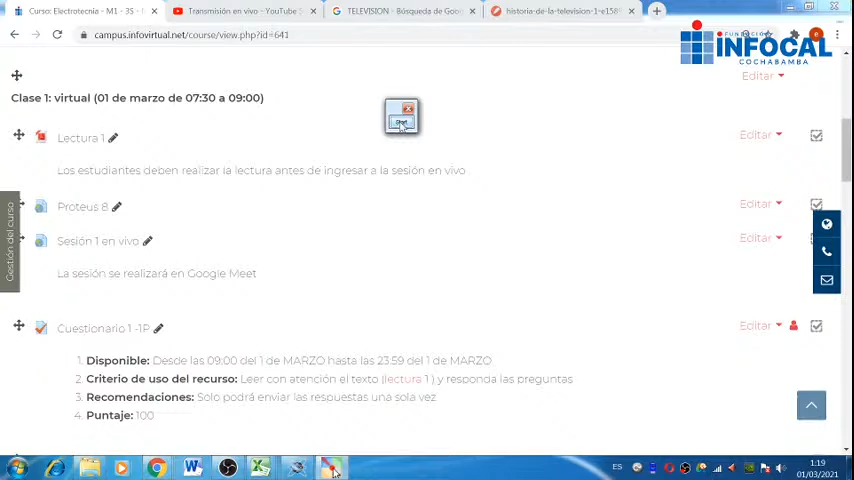 Curso: Electrotecnia - M1 - 3S -
Transmisión en vivo - YouTube S
TELEVISION - Búsqueda de Goog
historia-de-la-television-1-e158
campus.infovirtual.net/course/view.php?id=641
FUNDACIÓN
INFOCAL
COCHABAMBA
Editar
Clase 1: virtual (01 de marzo de 07:30 a 09:00)
Start
Lectura 1
Editar
Los estudiantes deben realizar la lectura antes de ingresar a la sesión en vivo
Proteus 8
Editar
Gestión del curso
Sesión 1 en vivo
Editar
La sesión se realizará en Google Meet
Cuestionario 1 -1P
Editar
1. Disponible: Desde las 09:00 del 1 de MARZO hasta las 23:59 del 1 de MARZO.
2. Criterio de uso del recurso: Leer con atención el texto (lectura 1 ) y responda las preguntas
3. Recomendaciones: Solo podrá enviar las respuestas una sola vez
4. Puntaje: 100
ES
1:19
01/03/2021